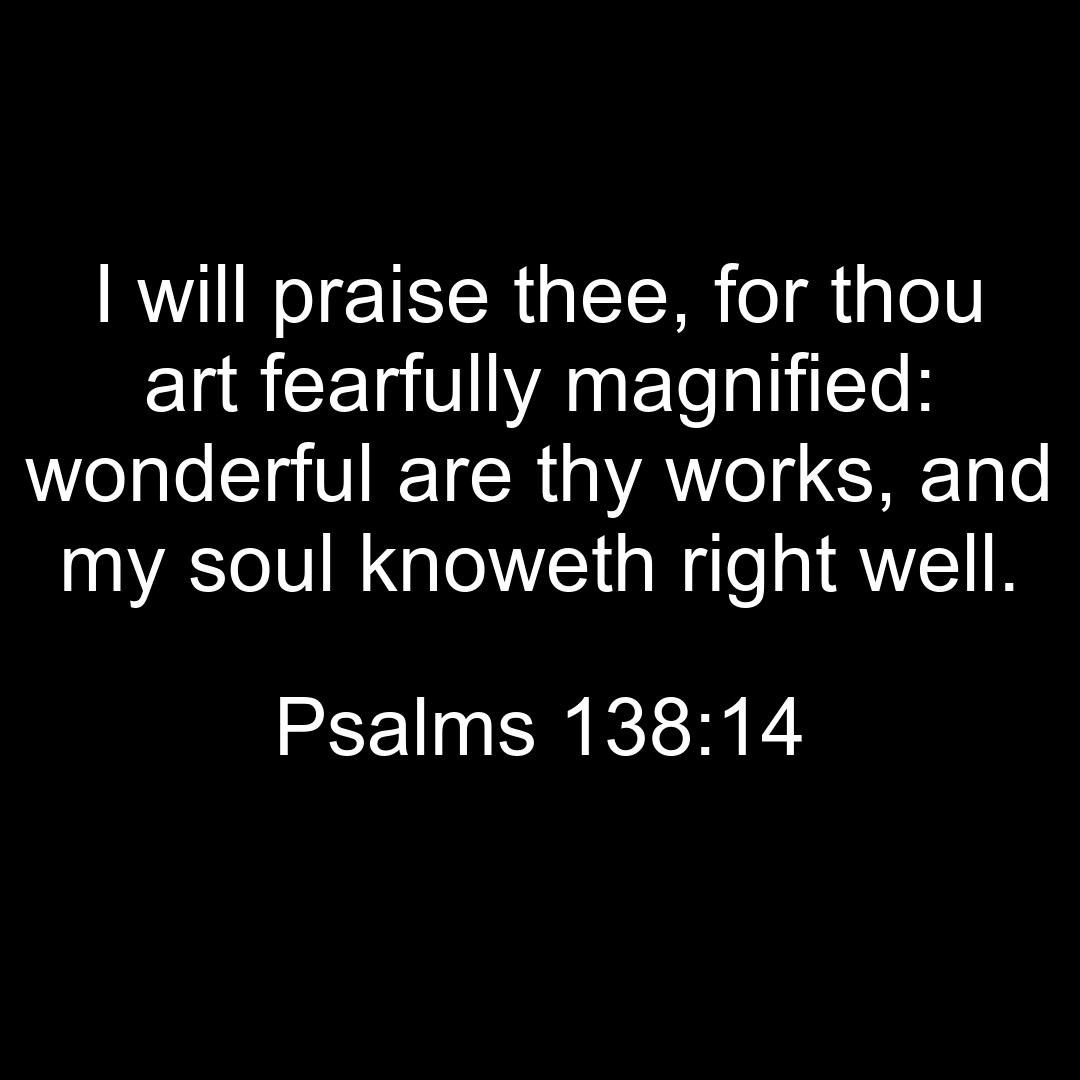 I will praise thee, for thou
art fearfully magnified:
wonderful are thy works, and
my soul knoweth right well.
Psalms 138:14